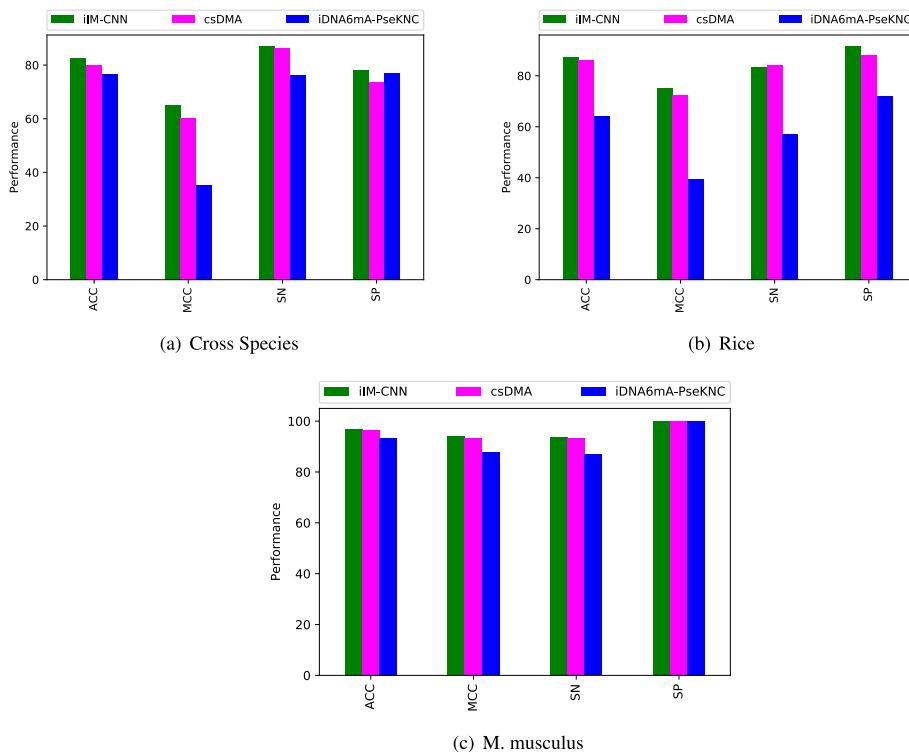 iIM-CNN csDMA iDNA6mA-PseKNC
80
60
40
20
0
Performance
ACC MCC SN SP
(a) Cross Species
iIM-CNN csDMA iDNA6mA-PseKNC
80
60
40
20
0
Performance
ACC MCC SN SP
(b) Rice
iIM-CNN csDMA iDNA6mA-PseKNC
100
80
60
40
20
0
Performance
ACC MCC SN SP
(c) M. musculus